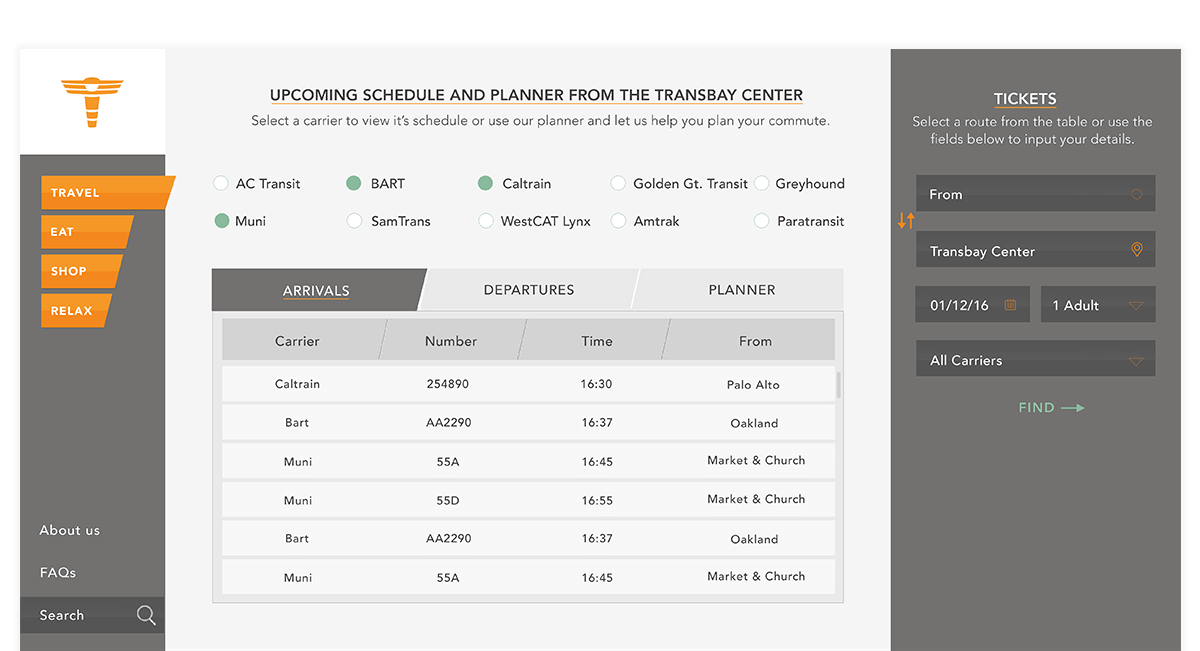 TRAVEL
EAT
SHOP
RELAX
About us
FAQs
Search
UPCOMING SCHEDULE AND PLANNER FROM THE TRANSBAY CENTER
Select a carrier to view it's schedule or use our planner and let us help you plan your commute.
AC Transit BART Caltrain Golden Gt. Transit Greyhound
Muni SamTrans WestCAT Lynx Amtrak Paratransit
ARRIVALS DEPARTURES PLANNER
Carrier Number Time From
Caltrain 254890 16:30 Palo Alto
Bart AA2290 16:37 Oakland
Muni 55A 16:45 Market & Church
Muni 55D 16:55 Market & Church
Bart AA2290 16:37 Oakland
Muni 55A 16:45 Market & Church
TICKETS
Select a route from the table or use the
fields below to input your details.
From
Transbay Center
01/12/16 1 Adult
All Carriers
FIND